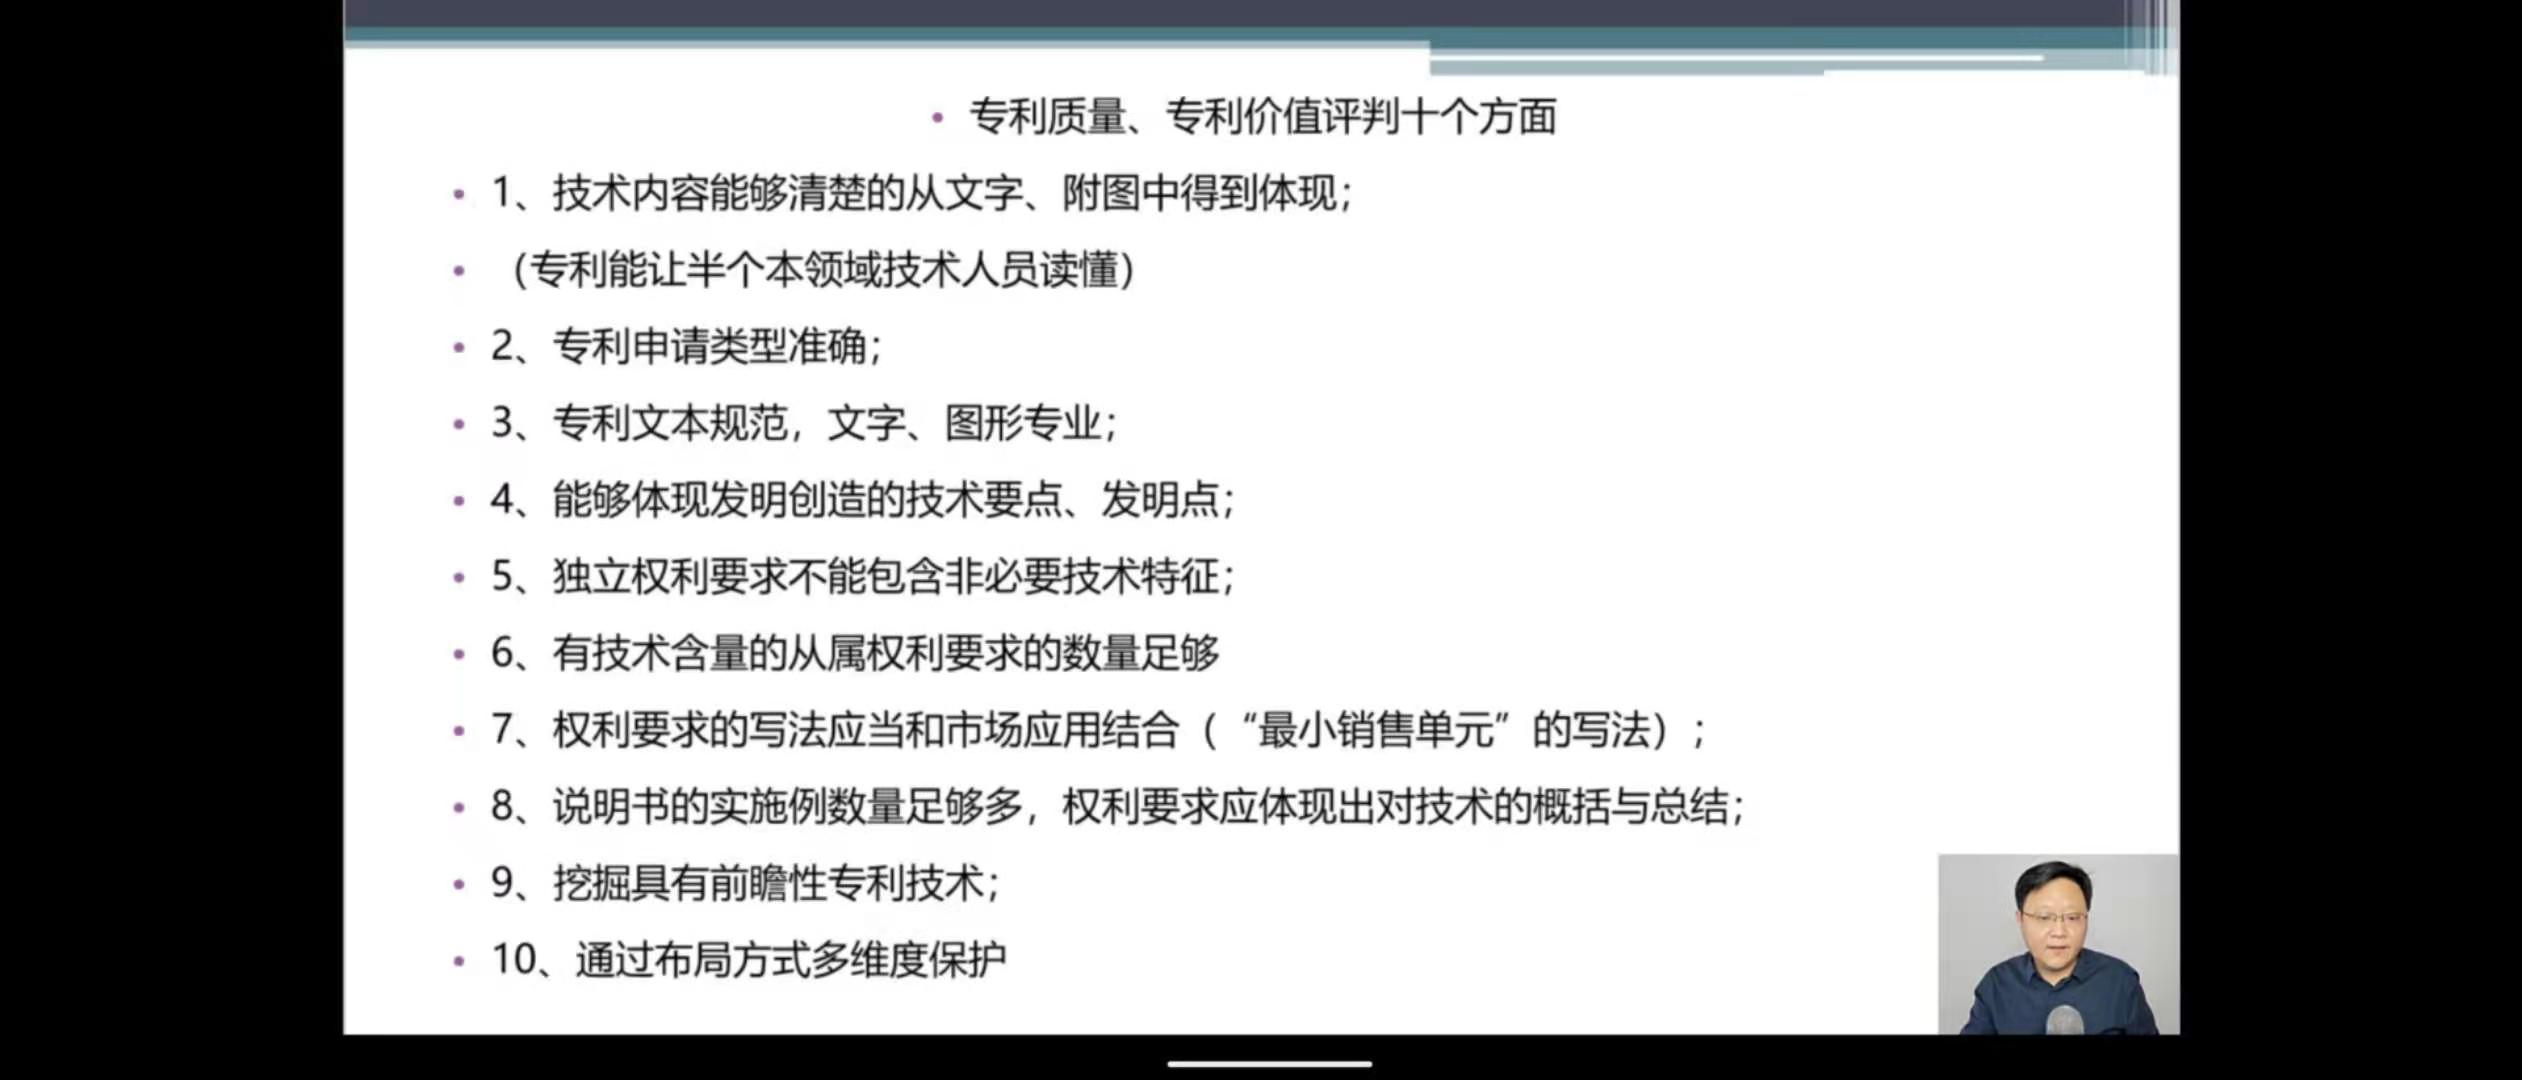 专利质量、专利价值评判十个方面
1、技术内容能够清楚的从文字、附图中得到体现；
（专利能让半个本领域技术人员读懂）
2、专利申请类型准确；
3、专利文本规范，文字、图形专业；
4、能够体现发明创造的技术要点、发明点；
5、独立权利要求不能包含非必要技术特征；
6、有技术含量的从属权利要求的数量足够
7、权利要求的写法应当和市场应用结合（“最小销售单元”的写法）；
8、说明书的实施例数量足够多，权利要求应体现出对技术的概括与总结；
9、挖掘具有前瞻性专利技术；
10、通过布局方式多维度保护